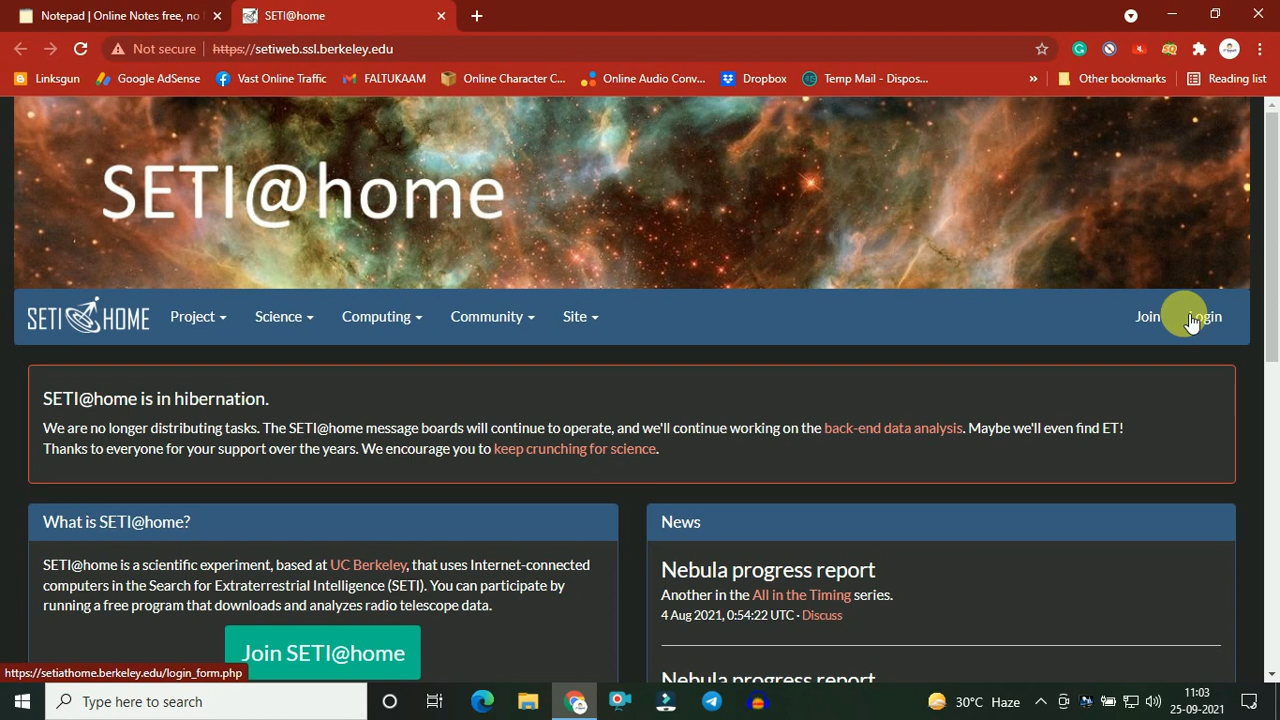 Notepad | Online Notes free, no
SETI@home
Not secure
https://setiweb.ssl.berkeley.edu
Linksgun
Google AdSense
Vast Online Traffic
FALTUKAAM
Online Character C...
Online Audio Conv...
Dropbox
Temp Mail - Dispos...
»
Other bookmarks
Reading list
SETI@home
SETI HOME
Project
Science
Computing
Community
Site
Join
Login
SETI@home is in hibernation.
We are no longer distributing tasks. The SETI@home message boards will continue to operate, and we'll continue working on the back-end data analysis. Maybe we'll even find ET!
Thanks to everyone for your support over the years. We encourage you to keep crunching for science.
What is SETI@home?
SETI@home is a scientific experiment, based at UC Berkeley, that uses Internet-connected
computers in the Search for Extraterrestrial Intelligence (SETI). You can participate by
running a free program that downloads and analyzes radio telescope data.
Join SETI@home
News
Nebula progress report
Another in the All in the Timing series.
4 Aug 2021, 0:54:22 UTC · Discuss
Nebula progress report
https://setiathome.berkeley.edu/login_form.php
Type here to search
30°C Haze
11:03
25-09-2021